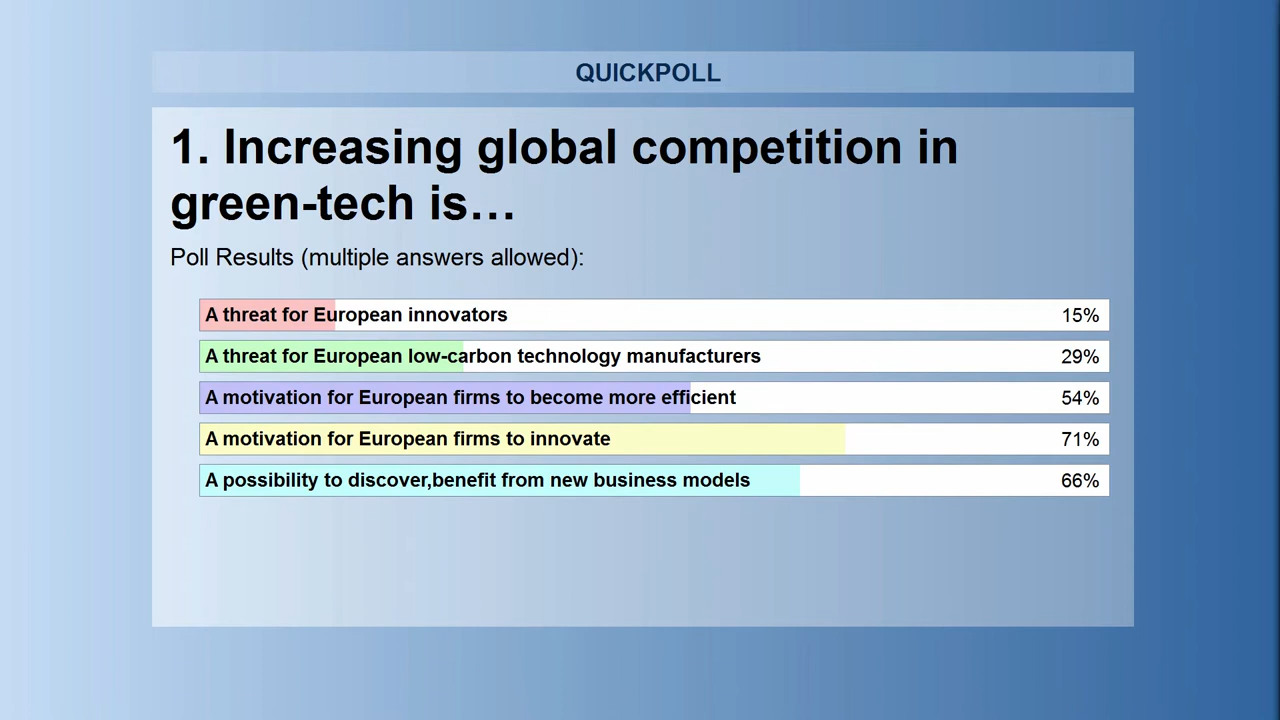 QUICKPOLL
1. Increasing global competition in
green-tech is…
Poll Results (multiple answers allowed):
A threat for European innovators 15%
A threat for European low-carbon technology manufacturers 29%
A motivation for European firms to become more efficient 54%
A motivation for European firms to innovate 71%
A possibility to discover,benefit from new business models 66%